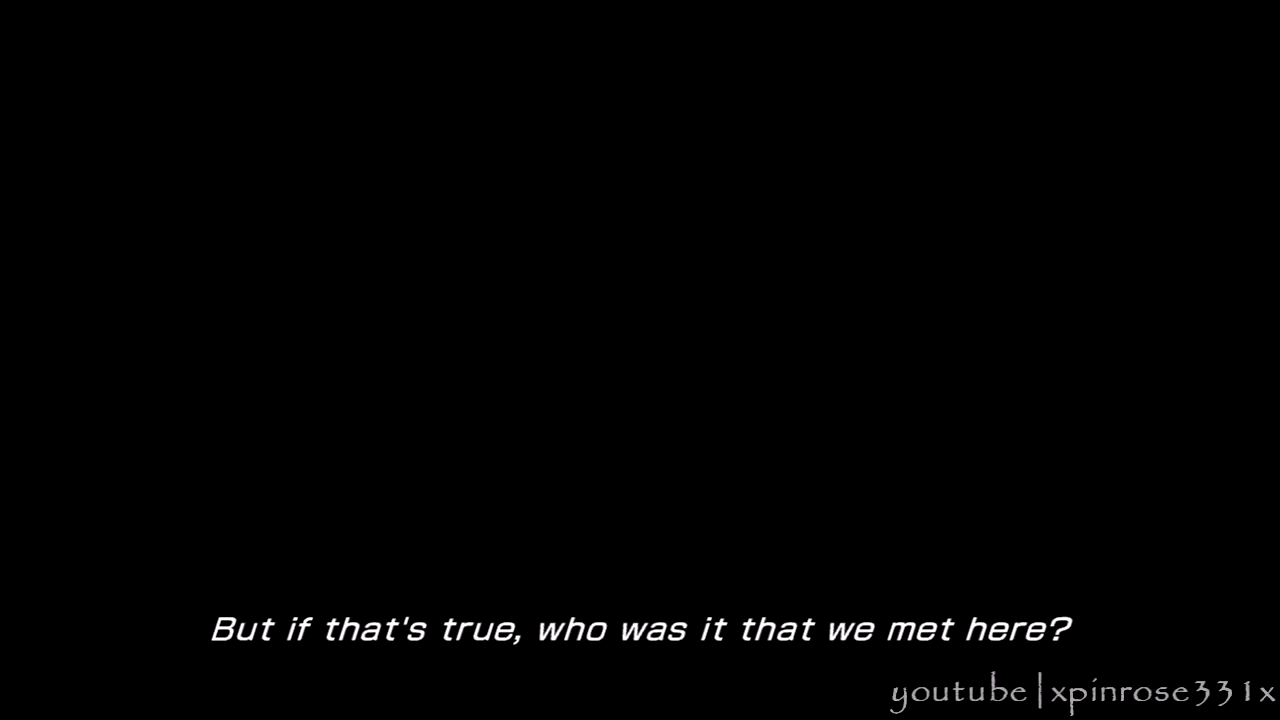 But if that's true, who was it that we met here?
youtube|xpinrose331x